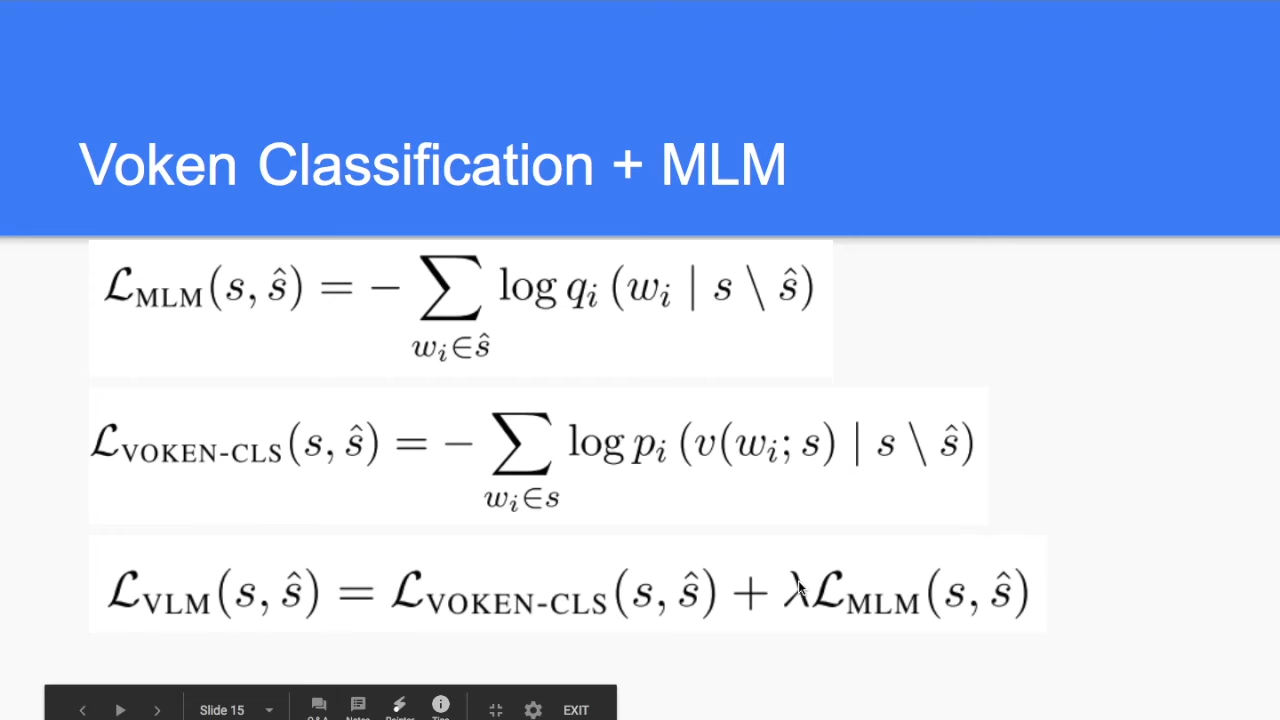 Voken Classification + MLM
ℒ_MLM(s, ŝ) = − ∑_{w_i∈ŝ} log q_i (w_i | s \ ŝ)
ℒ_VOKEN-CLS(s, ŝ) = − ∑_{w_i∈s} log p_i (v(w_i; s) | s \ ŝ)
ℒ_VLM(s, ŝ) = ℒ_VOKEN-CLS(s, ŝ) + λℒ_MLM(s, ŝ)
Slide 15 EXIT